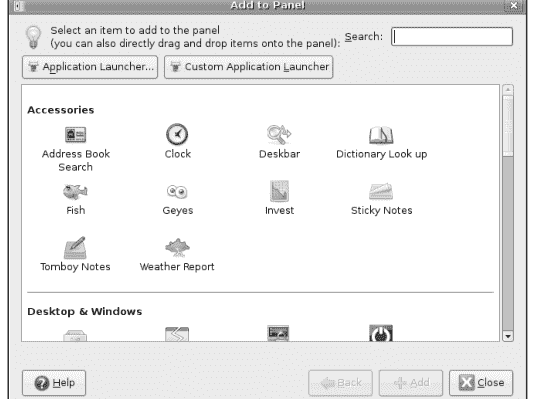 Add to Panel
Select an item to add to the panel
(you can also directly drag and drop items onto the panel):
Search:
Application Launcher...
Custom Application Launcher
Accessories
Address Book Search
Clock
Deskbar
Dictionary Look up
Fish
Geyes
Invest
Sticky Notes
Tomboy Notes
Weather Report
Desktop & Windows
Help
Back
Add
Close